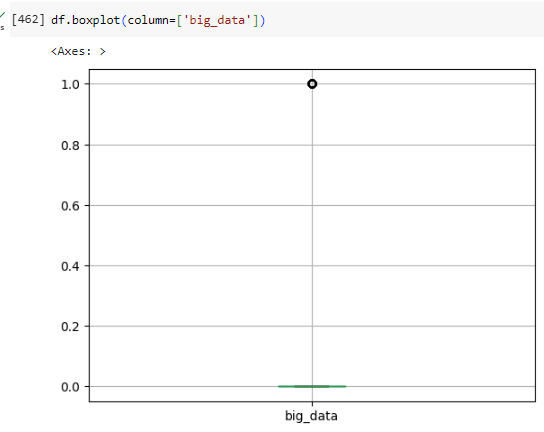 [462] df.boxplot(column=['big_data'])
s
<Axes: >
1.0
0.8
0.6
0.4
0.2
0.0
big_data